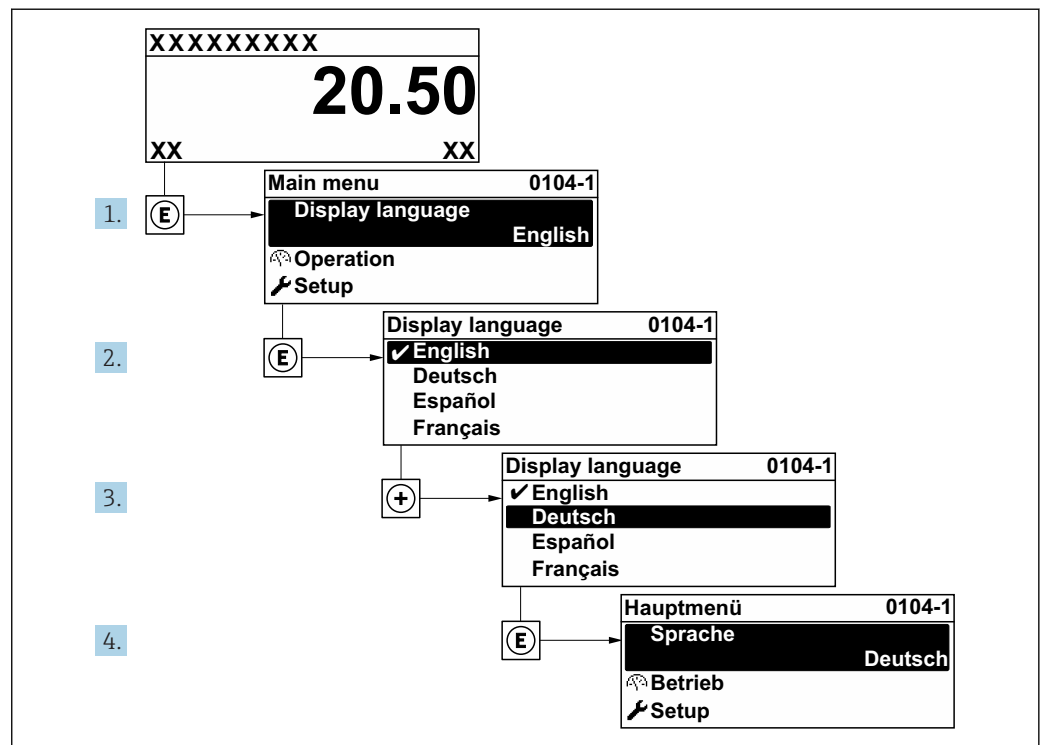 XXXXXXXXX
20.50
XX XX
1. E
Main menu 0104-1
Display language
English
Operation
Setup
2. E
Display language 0104-1
✔English
Deutsch
Español
Français
3. +
Display language 0104-1
✔English
Deutsch
Español
Français
4. E
Hauptmenü 0104-1
Sprache
Deutsch
Betrieb
Setup